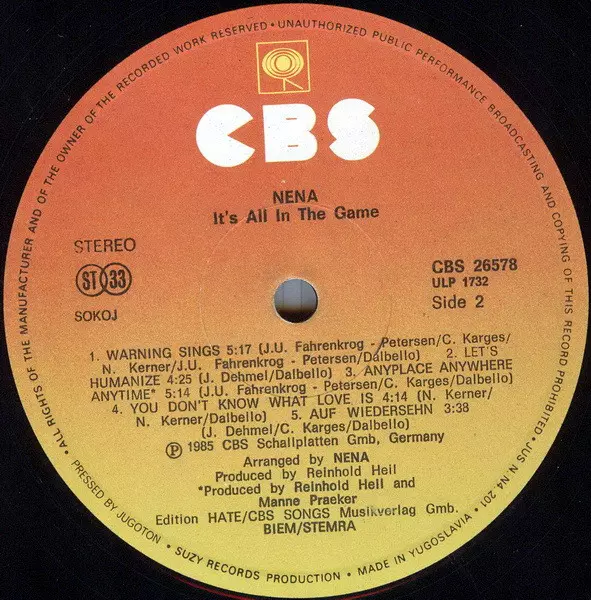 • ALL RIGHTS OF THE MANUFACTURER AND OF THE OWNER OF THE RECORDED WORK RESERVED • UNAUTHORIZED PUBLIC PERFORMANCE BROADCASTING AND COPYING OF THIS RECORD PROHIBITED • JUS N N4 201 •
CBS
NENA
It's All In The Game
STEREO
ST 33
SOKOJ
CBS 26578
ULP 1732
Side 2
1. WARNING SINGS 5:17 (J.U. Fahrenkrog - Petersen/C. Karges/
N. Kerner/J.U. Fahrenkrog - Petersen/Dalbello) 2. LET'S
HUMANIZE 4:25 (J. Dehmel/Dalbello) 3. ANYPLACE ANYWHERE
ANYTIME* 5:14 (J.U. Fahrenkrog - Petersen/C. Karges/Dalbello)
4. YOU DON'T KNOW WHAT LOVE IS 4:14 (N. Kerner/
N. Kerner/Dalbello) 5. AUF WIEDERSEHN 3:38
(J. Dehmel/C. Karges/Dalbello)
Ⓟ 1985 CBS Schallplatten Gmb, Germany
Arranged by NENA
Produced by Reinhold Heil
*Produced by Reinhold Heil and
Manne Praeker
Edition HATE/CBS SONGS Musikverlag Gmb.
BIEM/STEMRA
PRESSED BY JUGOTON • SUZY RECORDS PRODUCTION • MADE IN YUGOSLAVIA •